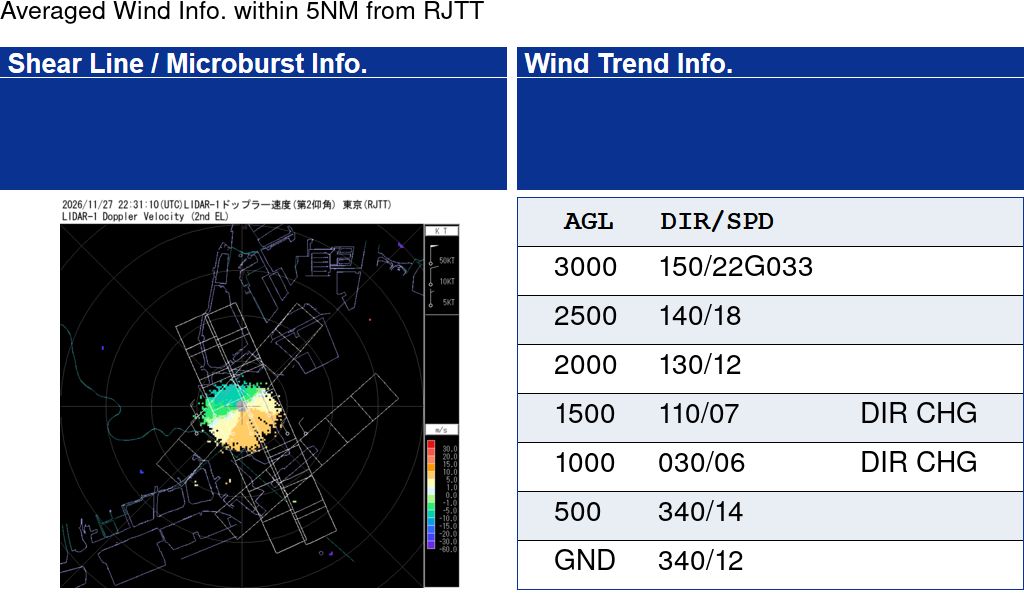 Averaged Wind Info. within 5NM from RJTT
Shear Line / Microburst Info.
Wind Trend Info.
2026/11/27 22:31:10(UTC)LIDAR-1ドップラー速度(第2仰角) 東京(RJTT)
LIDAR-1 Doppler Velocity (2nd EL)
KT
50KT
10KT
5KT
m/s
30.0
20.0
15.0
10.0
5.0
1.0
0.0
-1.0
-5.0
-10.0
-15.0
-20.0
-30.0
-60.0
AGL DIR/SPD
3000 150/22G033
2500 140/18
2000 130/12
1500 110/07 DIR CHG
1000 030/06 DIR CHG
500 340/14
GND 340/12